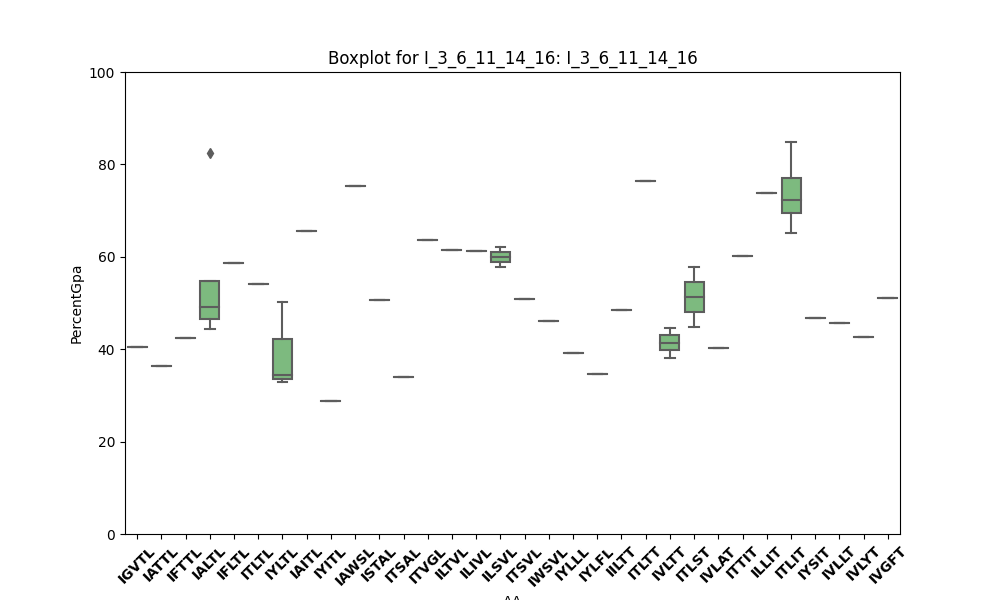 Boxplot for I_3_6_11_14_16: I_3_6_11_14_16
PercentGpa
100
80
60
40
20
0
IGVTL
IATTL
IFTTL
IALTL
IFLTL
ITLTL
IYLTL
IAITL
IYITL
IAWSL
ISTAL
ITSAL
ITVGL
ILTVL
ILIVL
ILSVL
ITSVL
IWSVL
IYLLL
IYLFL
IILTT
ITLTT
IVLTT
ITLST
IVLAT
ITTIT
ILLIT
ITLIT
IYSIT
IVLLT
IVLYT
IVGFT
AA